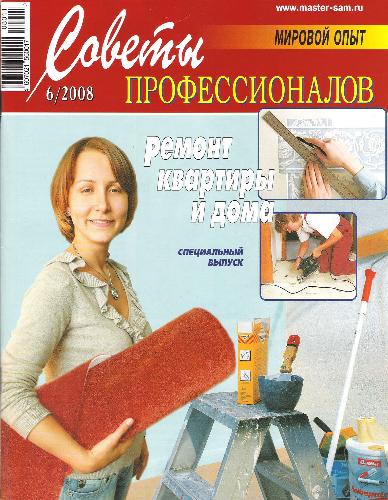 www.master-sam.ru
Советы
МИРОВОЙ ОПЫТ
6/2008
ПРОФЕССИОНАЛОВ
ремонт
квартиры
и дома
СПЕЦИАЛЬНЫЙ
ВЫПУСК